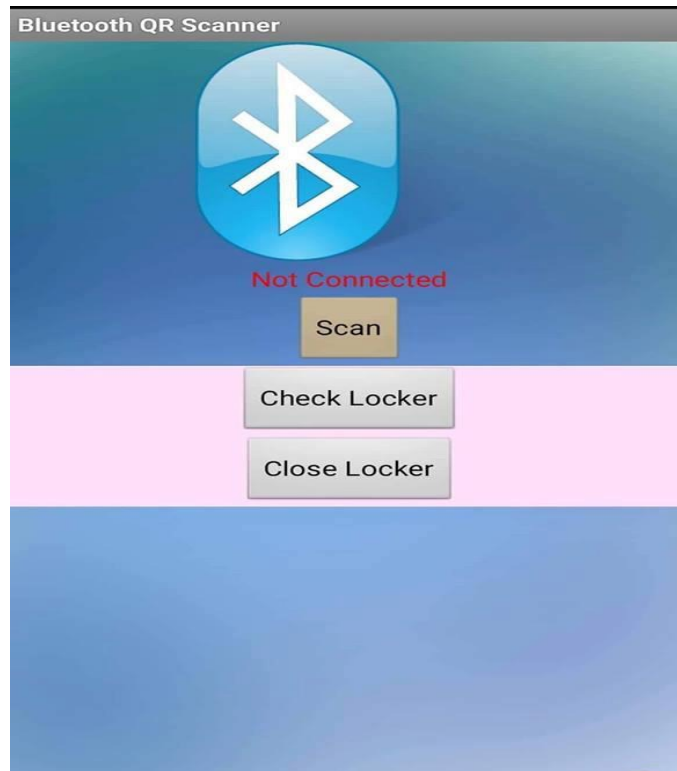 Bluetooth QR Scanner
Not Connected
Scan
Check Locker
Close Locker